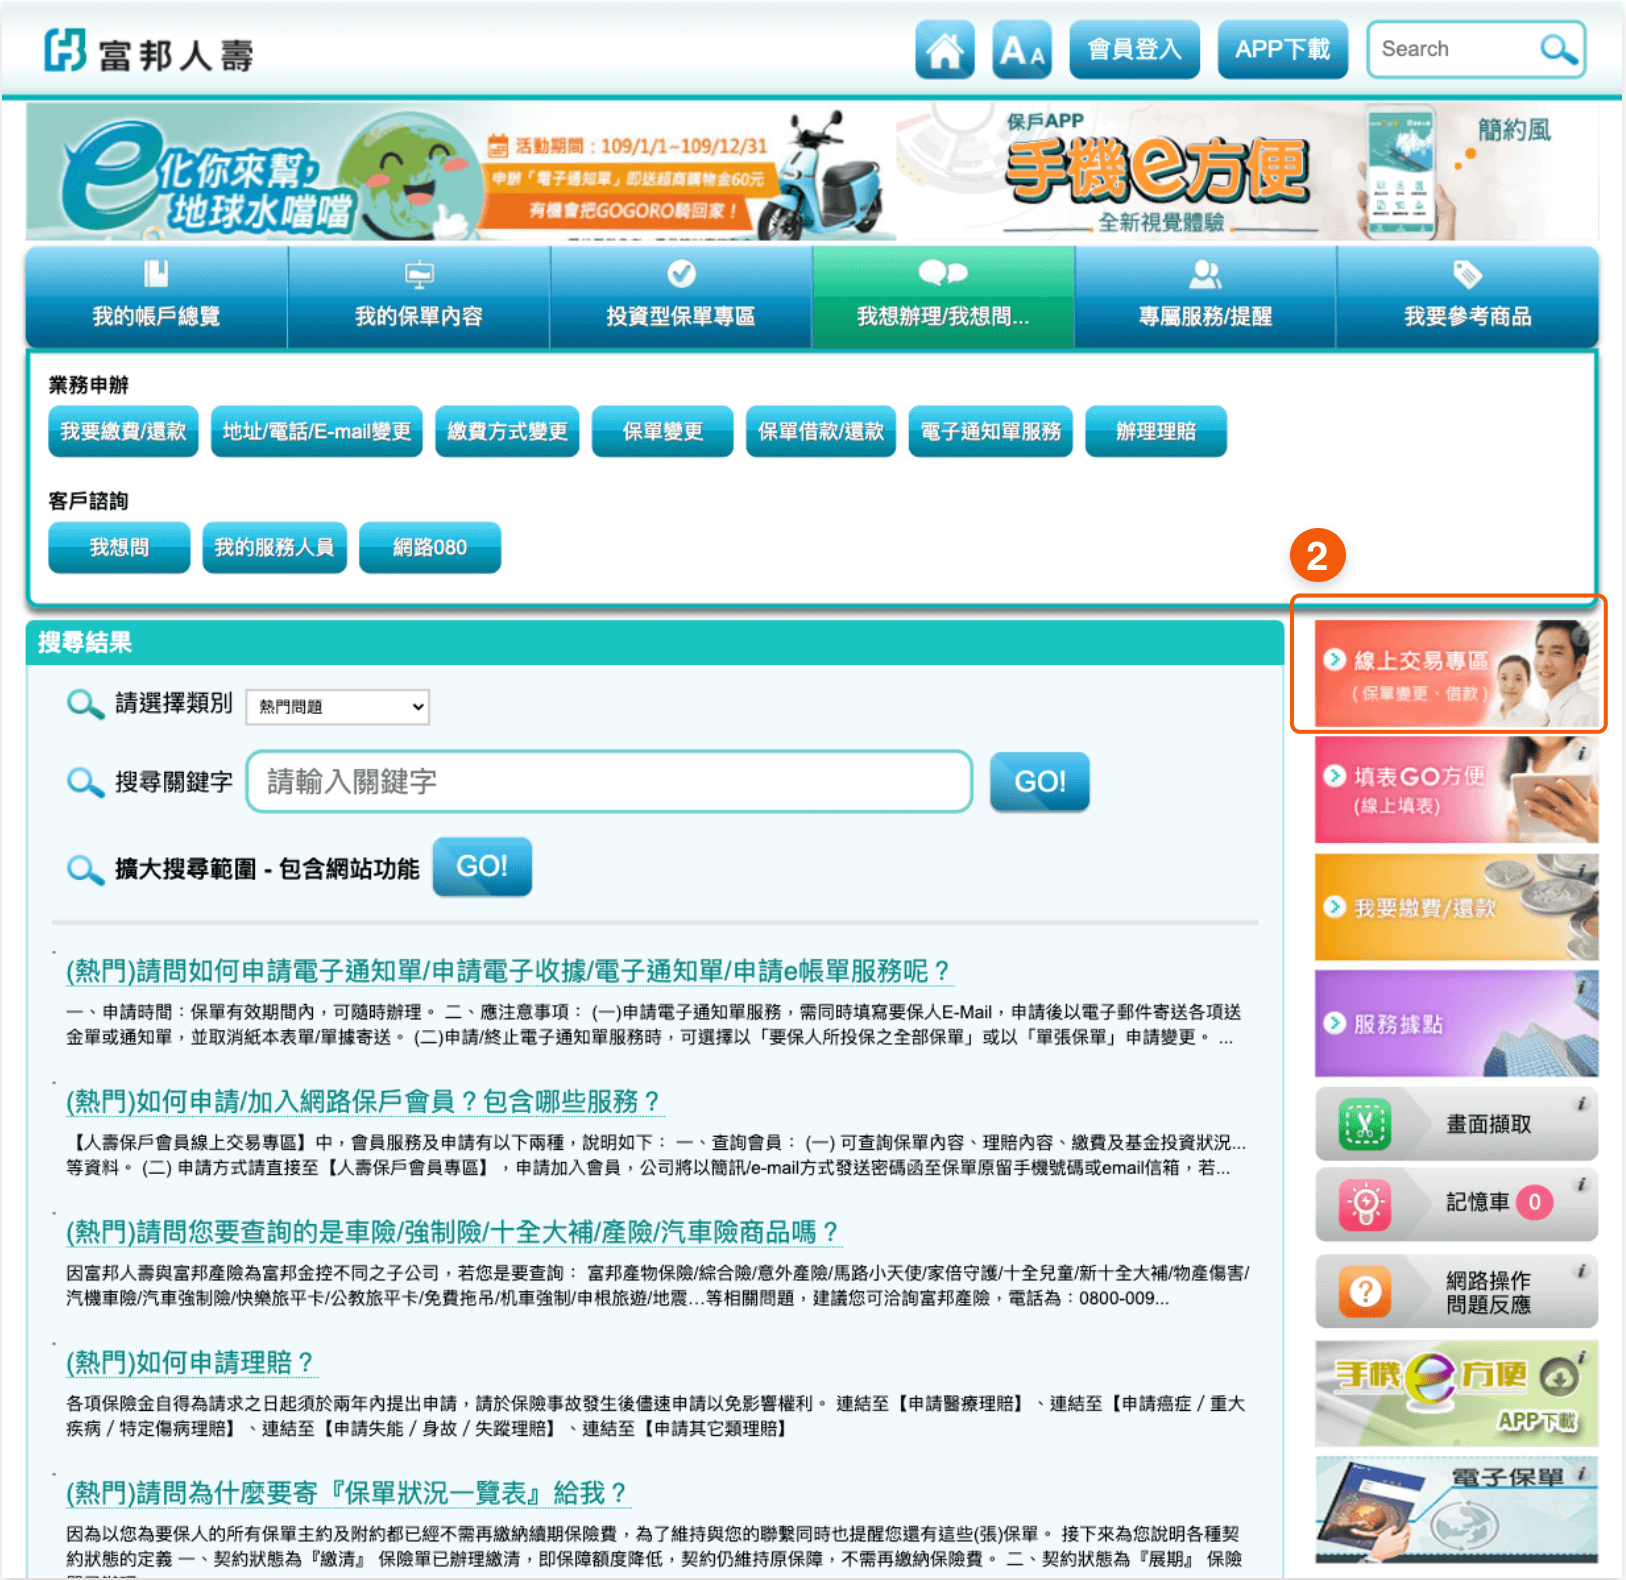 富邦人壽
AA
會員登入
APP下載
Search
e化你來幫，
地球水噹噹
活動期間：109/1/1~109/12/31
申辦「電子通知單」即送超商購物金60元
有機會把GOGORO騎回家！
保戶APP
手機e方便
全新視覺體驗
簡約風
我的帳戶總覽
我的保單內容
投資型保單專區
我想辦理/我想問...
專屬服務/提醒
我要參考商品
業務申辦
我要繳費/還款
地址/電話/E-mail變更
繳費方式變更
保單變更
保單借款/還款
電子通知單服務
辦理理賠
客戶諮詢
我想問
我的服務人員
網路080
2
搜尋結果
請選擇類別
熱門問題
搜尋關鍵字
請輸入關鍵字
GO!
擴大搜尋範圍 - 包含網站功能
GO!
(熱門)請問如何申請電子通知單/申請電子收據/電子通知單/申請e帳單服務呢？
一、申請時間：保單有效期間內，可隨時辦理。 二、應注意事項： (一)申請電子通知單服務，需同時填寫要保人E-Mail，申請後以電子郵件寄送各項送
金單或通知單，並取消紙本表單/單據寄送。 (二)申請/終止電子通知單服務時，可選擇以「要保人所投保之全部保單」或以「單張保單」申請變更。 ...
(熱門)如何申請/加入網路保戶會員？包含哪些服務？
【人壽保戶會員線上交易專區】中，會員服務及申請有以下兩種，說明如下： 一、查詢會員： (一) 可查詢保單內容、理賠內容、繳費及基金投資狀況...
等資料。 (二) 申請方式請直接至【人壽保戶會員專區】，申請加入會員，公司將以簡訊/e-mail方式發送密碼函至保單原留手機號碼或email信箱，若...
(熱門)請問您要查詢的是車險/強制險/十全大補/產險/汽車險商品嗎？
因富邦人壽與富邦產險為富邦金控不同之子公司，若您是要查詢： 富邦產物保險/綜合險/意外產險/馬路小天使/家倍守護/十全兒童/新十全大補/物產傷害/
汽機車險/汽車強制險/快樂旅平卡/公教旅平卡/免費拖吊/机車強制/申根旅遊/地震...等相關問題，建議您可洽詢富邦產險，電話為：0800-009...
(熱門)如何申請理賠？
各項保險金自得為請求之日起須於兩年內提出申請，請於保險事故發生後儘速申請以免影響權利。 連結至【申請醫療理賠】、連結至【申請癌症 / 重大
疾病 / 特定傷病理賠】、連結至【申請失能 / 身故 / 失蹤理賠】、連結至【申請其它類理賠】
(熱門)請問為什麼要寄『保單狀況一覽表』給我？
因為以您為要保人的所有保單主約及附約都已經不需再繳納續期保險費，為了維持與您的聯繫同時也提醒您還有這些(張)保單。 接下來為您說明各種契
約狀態的定義 一、契約狀態為『繳清』 保險單已辦理繳清，即保障額度降低，契約仍維持原保障，不需再繳納保險費。 二、契約狀態為『展期』 保險
線上交易專區
(保單變更、借款)
填表GO方便
(線上填表)
我要繳費/還款
服務據點
畫面擷取
記憶車 0
網路操作
問題反應
手機e方便
APP下載
電子保單